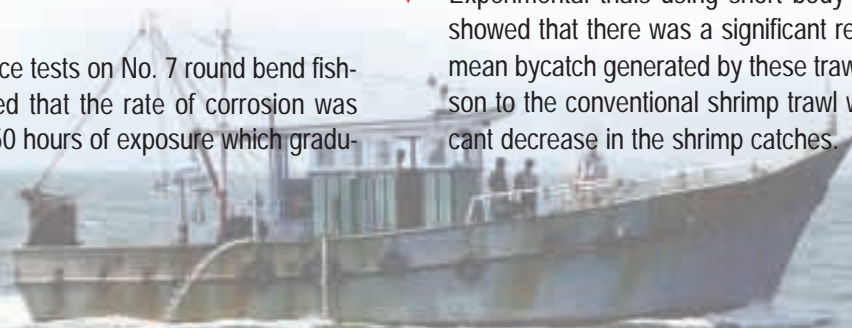 ce tests on No. 7 round bend fish-
ed that the rate of corrosion was
hours of exposure which gradu-
Experimental trials using short body
showed that there was a significant re
mean bycatch generated by these traw
son to the conventional shrimp trawl w
cant decrease in the shrimp catches.